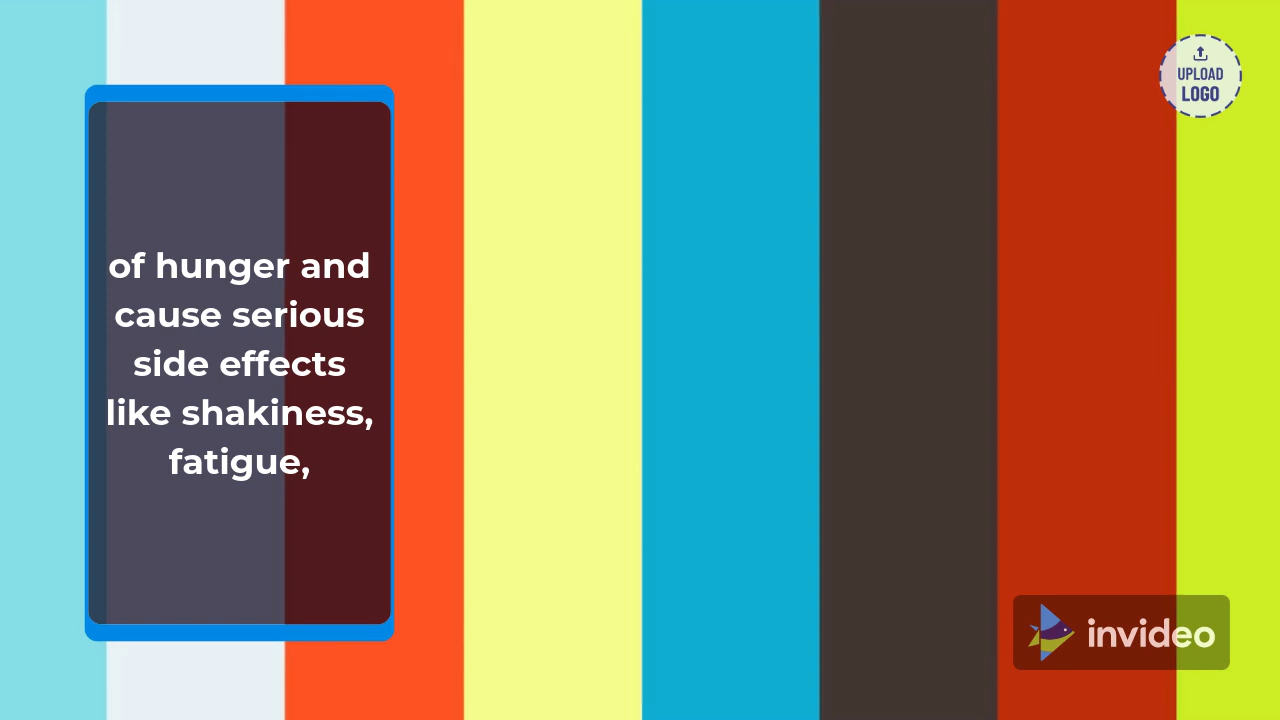 of hunger and
cause serious
side effects
like shakiness,
fatigue,
UPLOAD
LOGO
invideo